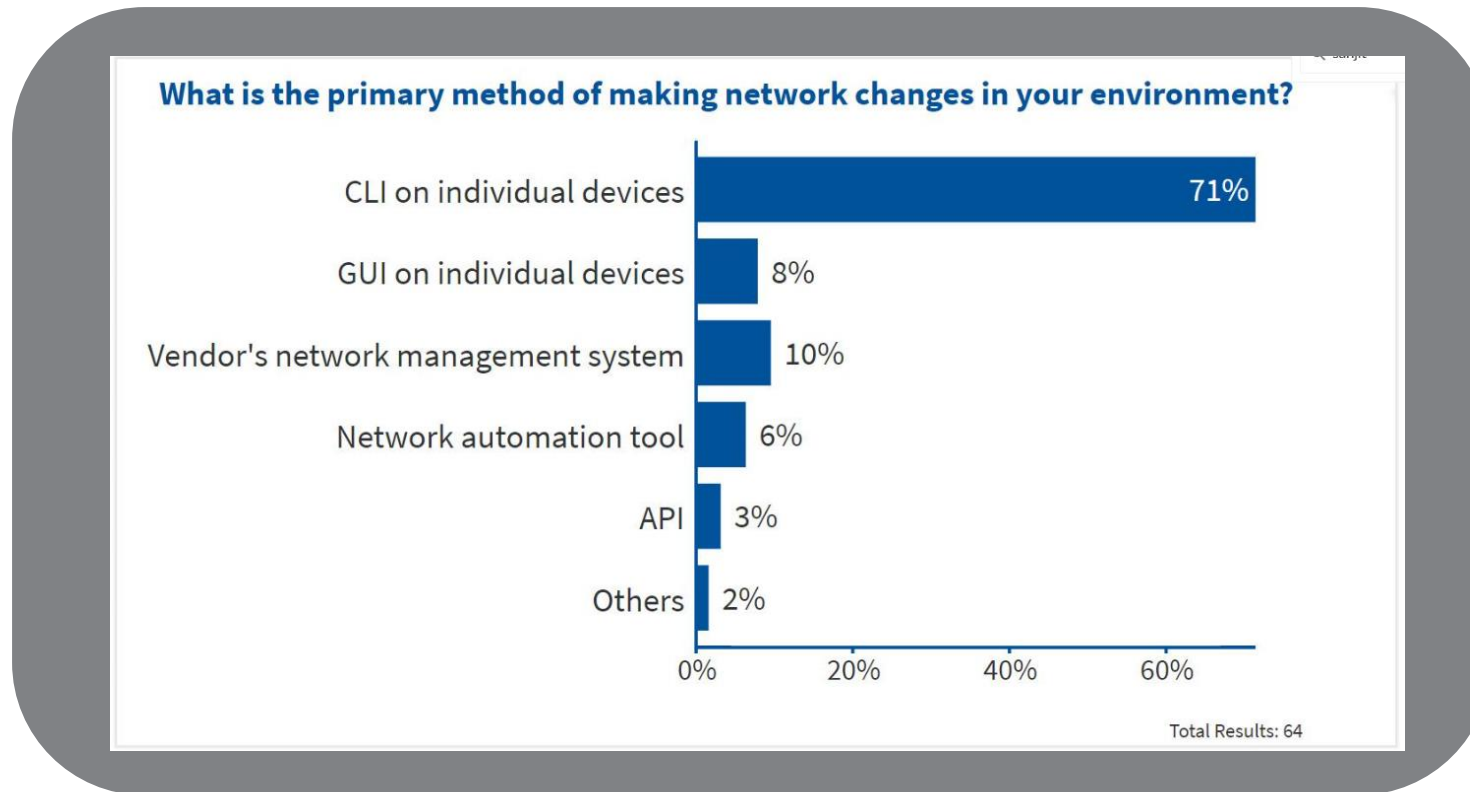 What is the primary method of making network changes in your environment?
CLI on individual devices 71%
GUI on individual devices 8%
Vendor's network management system 10%
Network automation tool 6%
API 3%
Others 2%
0% 20% 40% 60%
Total Results: 64